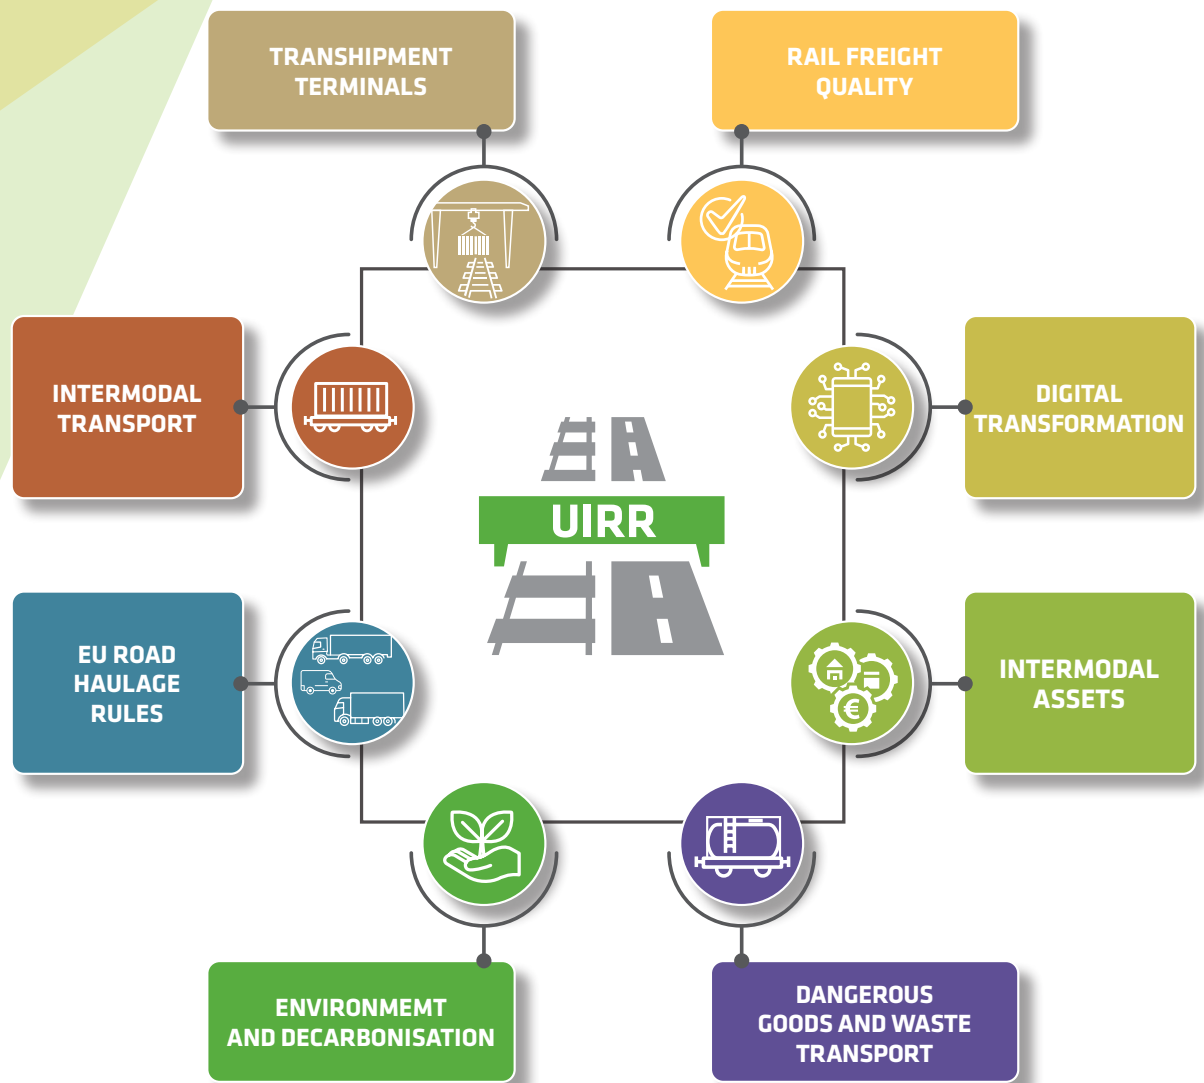 TRANSHIPMENT
TERMINALS
RAIL FREIGHT
QUALITY
INTERMODAL
TRANSPORT
DIGITAL
TRANSFORMATION
UIRR
EU ROAD
HAULAGE
RULES
INTERMODAL
ASSETS
€
ENVIRONMEMT
AND DECARBONISATION
DANGEROUS
GOODS AND WASTE
TRANSPORT